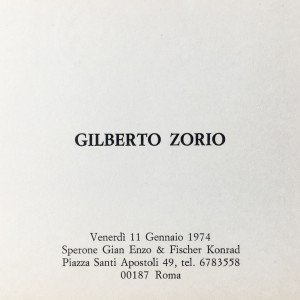 GILBERTO ZORIO
Venerdì 11 Gennaio 1974
Sperone Gian Enzo & Fischer Konrad
Piazza Santi Apostoli 49, tel. 6783558
00187 Roma